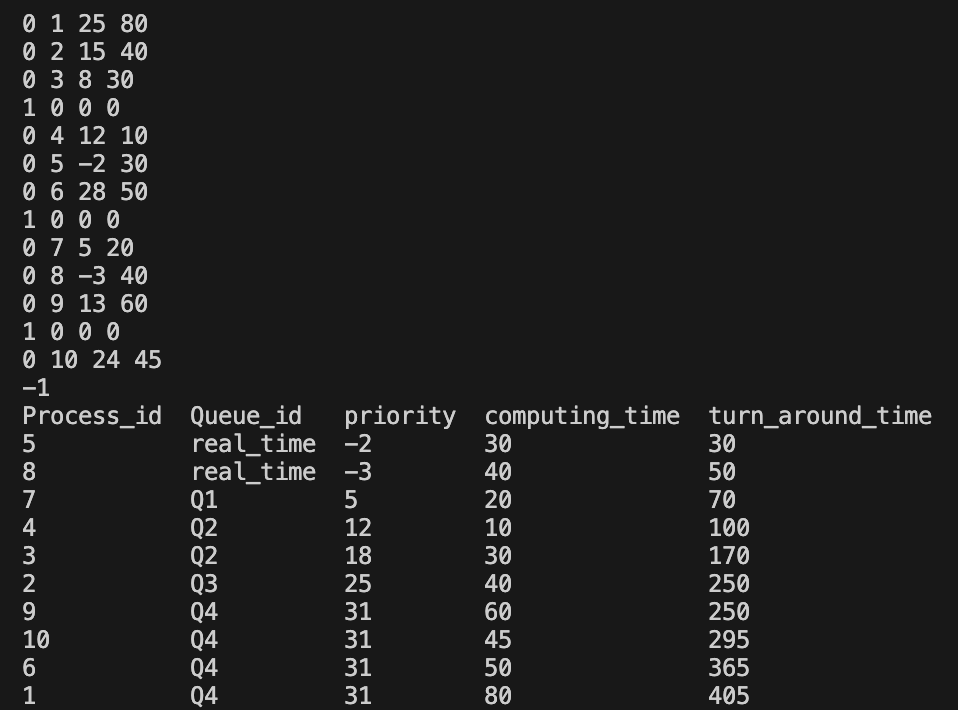 0 1 25 80
0 2 15 40
0 3 8 30
1 0 0 0
0 4 12 10
0 5 -2 30
0 6 28 50
1 0 0 0
0 7 5 20
0 8 -3 40
0 9 13 60
1 0 0 0
0 10 24 45
-1
Process_id Queue_id priority computing_time turn_around_time
5 real_time -2 30 30
8 real_time -3 40 50
7 Q1 5 20 70
4 Q2 12 10 100
3 Q2 18 30 170
2 Q3 25 40 250
9 Q4 31 60 250
10 Q4 31 45 295
6 Q4 31 50 365
1 Q4 31 80 405